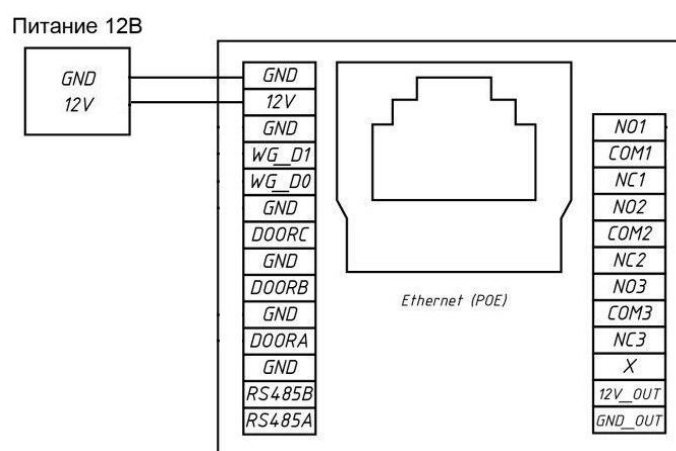 Питание 12В
GND
12V
GND
12V
GND
WG_D1
WG_D0
GND
DOORC
GND
DOORB
GND
DOORA
GND
RS485B
RS485A
Ethernet (POE)
NO1
COM1
NC1
NO2
COM2
NC2
NO3
COM3
NC3
X
12V_OUT
GND_OUT